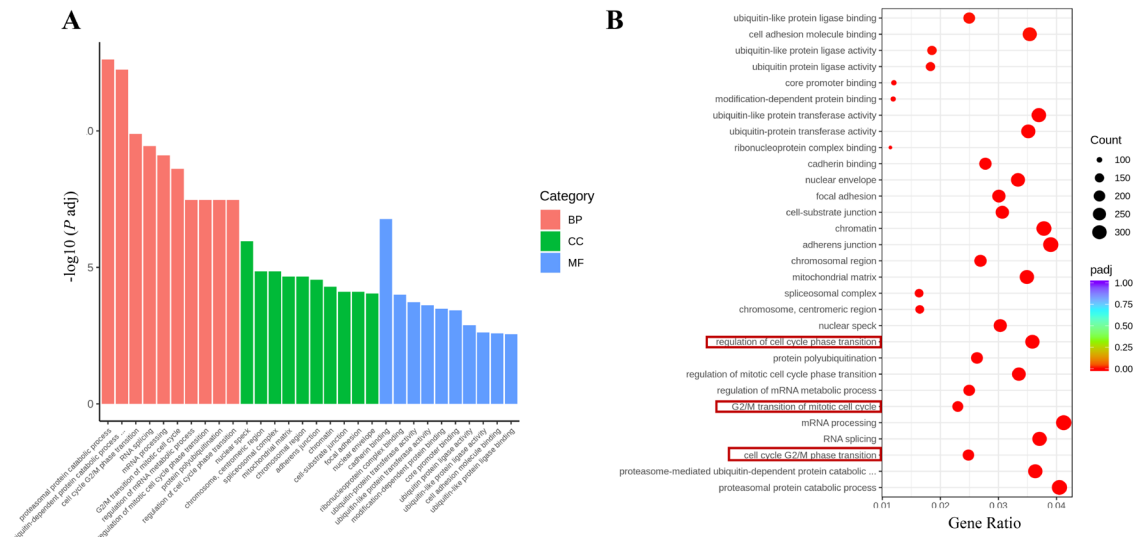 A
-log10 (P adj)
0
5
0
proteasomal protein catabolic process
biquitin-dependent protein catabolic process ...
cell cycle G2/M phase transition
RNA splicing
mRNA processing
G2/M transition of mitotic cell cycle
regulation of mRNA metabolic process
regulation of mitotic cell cycle phase transition
protein polyubiquitination
regulation of cell cycle phase transition
nuclear speck
chromosome, centromeric region
spliceosomal complex
mitochondrial matrix
chromosomal region
adherens junction
chromatin
cell-substrate junction
focal adhesion
nuclear envelope
cadherin binding
ribonucleoprotein complex binding
ubiquitin-protein transferase activity
ubiquitin-like protein transferase activity
modification-dependent protein binding
core promoter binding
ubiquitin protein ligase activity
ubiquitin-like protein ligase activity
cell adhesion molecule binding
ubiquitin-like protein ligase binding
Category
BP
CC
MF
B
ubiquitin-like protein ligase binding
cell adhesion molecule binding
ubiquitin-like protein ligase activity
ubiquitin protein ligase activity
core promoter binding
modification-dependent protein binding
ubiquitin-like protein transferase activity
ubiquitin-protein transferase activity
ribonucleoprotein complex binding
cadherin binding
nuclear envelope
focal adhesion
cell-substrate junction
chromatin
adherens junction
chromosomal region
mitochondrial matrix
spliceosomal complex
chromosome, centromeric region
nuclear speck
regulation of cell cycle phase transition
protein polyubiquitination
regulation of mitotic cell cycle phase transition
regulation of mRNA metabolic process
G2/M transition of mitotic cell cycle
mRNA processing
RNA splicing
cell cycle G2/M phase transition
proteasome-mediated ubiquitin-dependent protein catabolic ...
proteasomal protein catabolic process
0.01 0.02 0.03 0.04
Gene Ratio
Count
100
150
200
250
300
padj
1.00
0.75
0.50
0.25
0.00